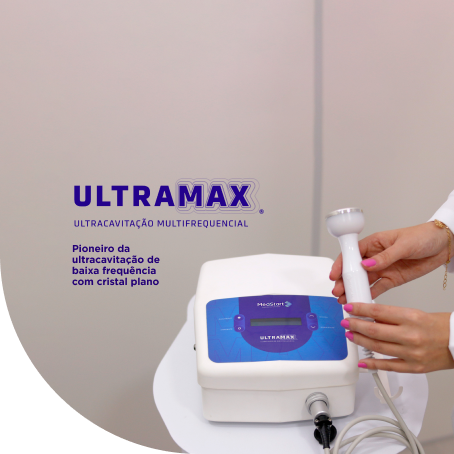 ULTRAMAX®
ULTRACAVITAÇÃO MULTIFREQUENCIAL
Pioneiro da
ultracavitação de
baixa frequência
com cristal plano
MedStart
ULTRAMAX